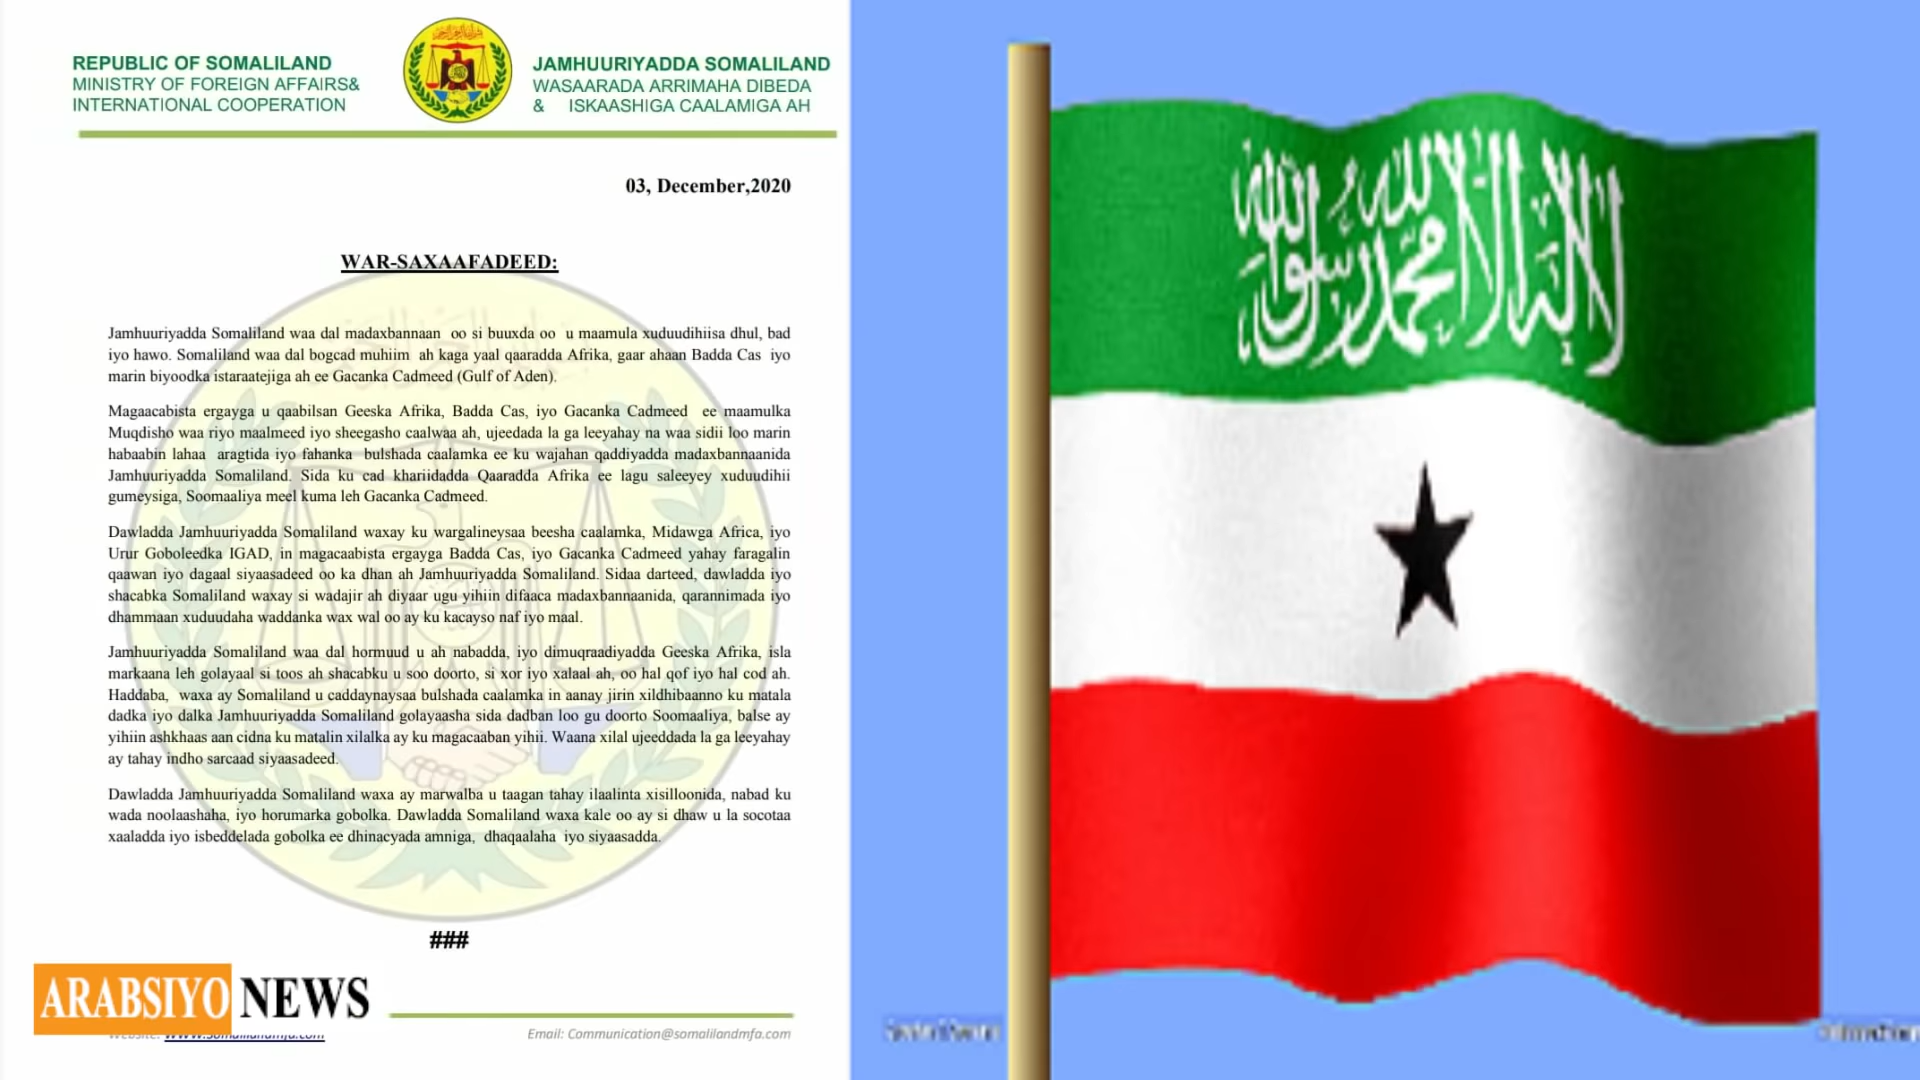 REPUBLIC OF SOMALILAND
MINISTRY OF FOREIGN AFFAIRS&
INTERNATIONAL COOPERATION
JAMHUURIYADDA SOMALILAND
WASAARADA ARRIMAHA DIBEDA
& ISKAASHIGA CAALAMIGA AH
03, December,2020
WAR-SAXAAFADEED:
Jamhuuriyadda Somaliland waa dal madaxbannaan oo si buuxda oo u maamula xuduudihiisa dhul, bad
iyo hawo. Somaliland waa dal bogcad muhiim ah kaga yaal qaaradda Afrika, gaar ahaan Badda Cas iyo
marin biyoodka istaraatejiga ah ee Gacanka Cadmeed (Gulf of Aden).
Magaacabista ergayga u qaabilsan Geeska Afrika, Badda Cas, iyo Gacanka Cadmeed ee maamulka
Muqdisho waa riyo maalmeed iyo sheegasho caalwaa ah, ujeedada la ga leeyahay na waa sidii loo marin
habaabin lahaa aragtida iyo fahanka bulshada caalamka ee ku wajahan qaddiyadda madaxbannaanida
Jamhuuriyadda Somaliland. Sida ku cad khariidadda Qaaradda Afrika ee lagu saleeyey xuduudihii
gumeysiga, Soomaaliya meel kuma leh Gacanka Cadmeed.
Dawladda Jamhuuriyadda Somaliland waxay ku wargalineysaa beesha caalamka, Midawga Africa, iyo
Urur Goboleedka IGAD, in magacaabista ergayga Badda Cas, iyo Gacanka Cadmeed yahay faragalin
qaawan iyo dagaal siyaasadeed oo ka dhan ah Jamhuuriyadda Somaliland. Sidaa darteed, dawladda iyo
shacabka Somaliland waxay si wadajir ah diyaar ugu yihiin difaaca madaxbannaanida, qarannimada iyo
dhammaan xuduudaha waddanka wax wal oo ay ku kacayso naf iyo maal.
Jamhuuriyadda Somaliland waa dal hormuud u ah nabadda, iyo dimuqraadiyadda Geeska Afrika, isla
markaana leh golayaal si toos ah shacabku u soo doorto, si xor iyo xalaal ah, oo hal qof iyo hal cod ah.
Haddaba, waxa ay Somaliland u caddaynaysaa bulshada caalamka in aanay jirin xildhibaanno ku matala
dadka iyo dalka Jamhuuriyadda Somaliland golayaasha sida dadban loo gu doorto Soomaaliya, balse ay
yihiin ashkhaas aan cidna ku matalin xilalka ay ku magacaaban yihii. Waana xilal ujeeddada la ga leeyahay
ay tahay indho sarcaad siyaasadeed.
Dawladda Jamhuuriyadda Somaliland waxa ay marwalba u taagan tahay ilaalinta xisilloonida, nabad ku
wada noolaashaha, iyo horumarka gobolka. Dawladda Somaliland waxa kale oo ay si dhaw u la socotaa
xaaladda iyo isbeddelada gobolka ee dhinacyada amniga, dhaqaalaha iyo siyaasadda.
###
ARABSIYO NEWS
Website: www.somalilandmfa.com
Email: Communication@somalilandmfa.com
لا إله إلا الله محمد رسول الله